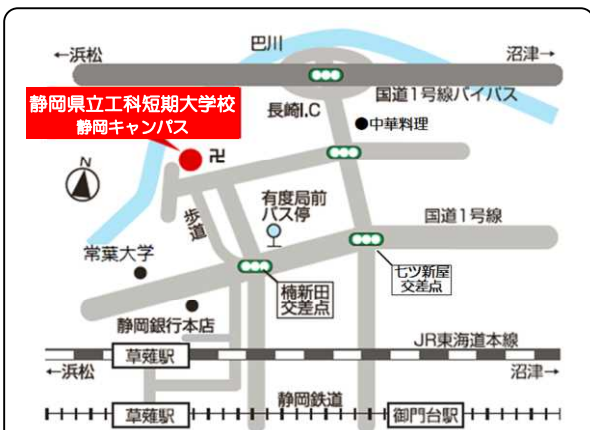 巴川
←浜松
沼津→
静岡県立工科短期大学校
静岡キャンパス
長崎I.C
国道1号線バイパス
●中華料理
卍
N
歩道
有度局前
バス停
国道1号線
常葉大学
七ツ新屋
交差点
楠新田
交差点
静岡銀行本店
JR東海道本線
草薙駅
←浜松
沼津→
静岡鉄道
草薙駅
御門台駅